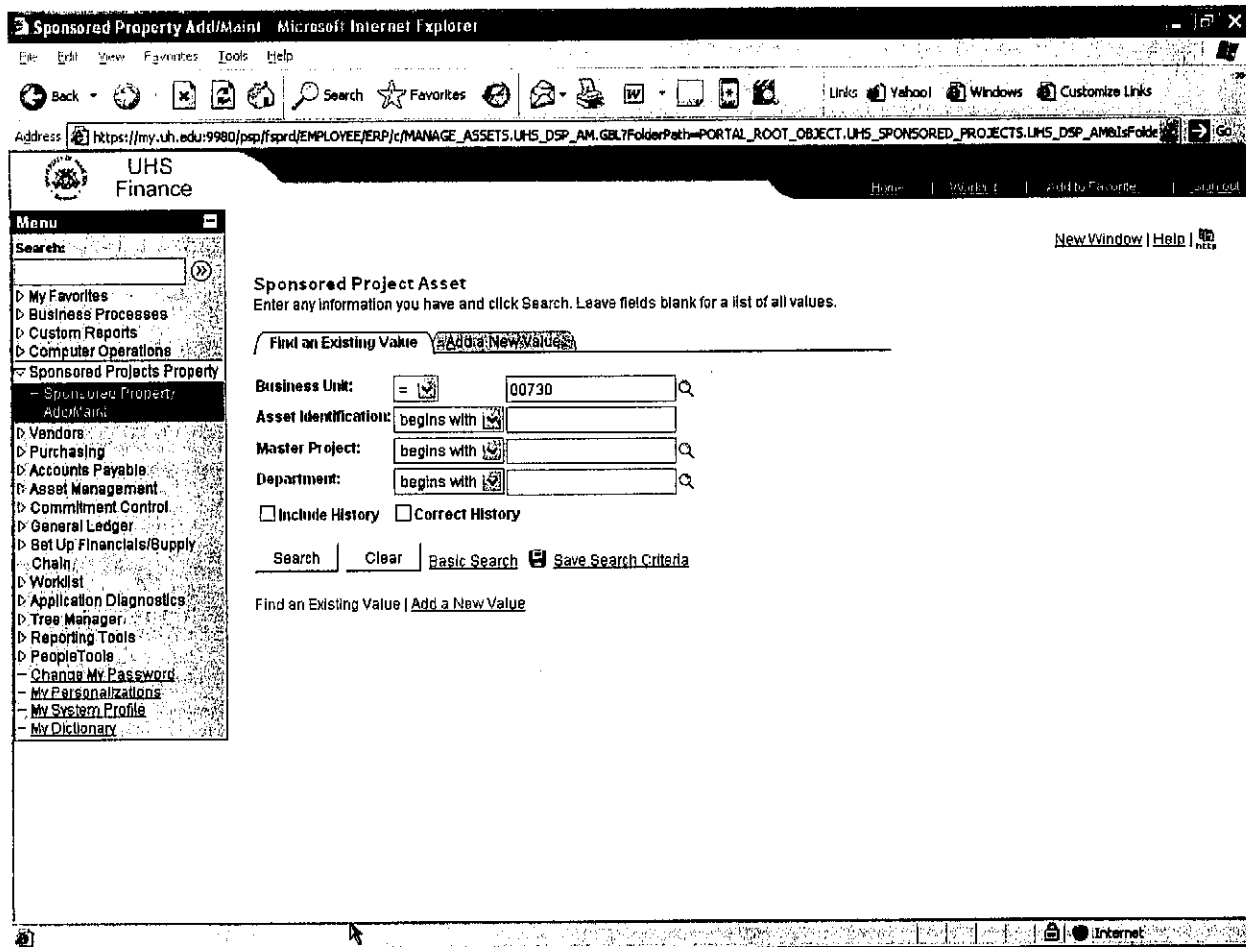 Sponsored Property Add/Maint Microsoft Internet Explorer
File Edit View Favorites Tools Help
Back Search Favorites Links Yahoo! Windows Customize Links
Address https://my.uh.edu:9980/psp/fsprd/EMPLOYEE/ERP/c/MANAGE_ASSETS.UHS_DSP_AM.GBL?FolderPath=PORTAL_ROOT_OBJECT.UHS_SPONSORED_PROJECTS.UHS_DSP_AM&IsFolde Go
UHS
Finance
Home | Worklist | Add to Favorite | Sign out
Menu
New Window | Help | http
Search:
My Favorites
Business Processes
Custom Reports
Computer Operations
Sponsored Projects Property
– Sponsored Property
Add/Maint
Vendors
Purchasing
Accounts Payable
Asset Management
Commitment Control
General Ledger
Set Up Financials/Supply
Chain
Worklist
Application Diagnostics
Tree Manager
Reporting Tools
PeopleTools
– Change My Password
– My Personalizations
– My System Profile
– My Dictionary
Sponsored Project Asset
Enter any information you have and click Search. Leave fields blank for a list of all values.
Find an Existing Value Add a New Value
Business Unit: = 00730
Asset Identification: begins with
Master Project: begins with
Department: begins with
Include History Correct History
Search Clear Basic Search Save Search Criteria
Find an Existing Value | Add a New Value
Internet